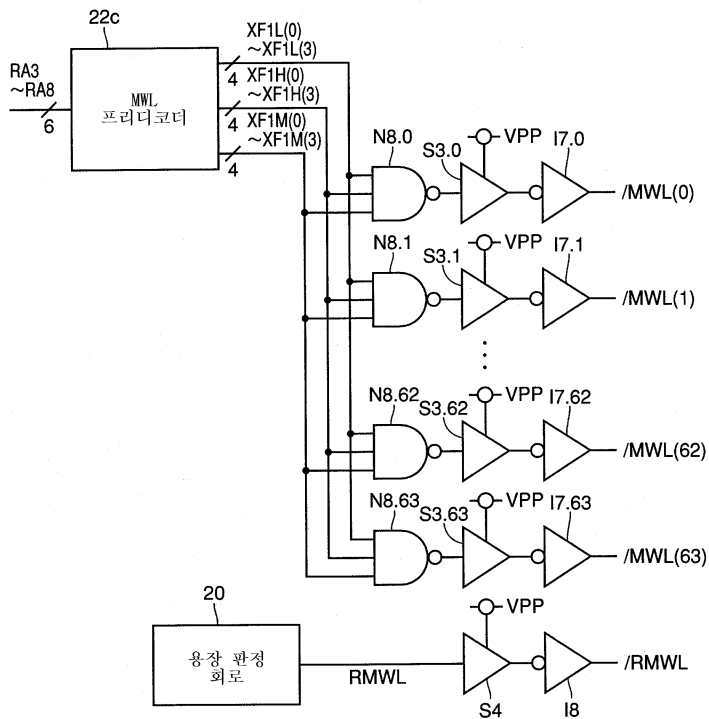 22c
RA3
~RA8
6
MWL
프리디코더
XF1L(0)
~XF1L(3)
4
XF1H(0)
~XF1H(3)
4
XF1M(0)
~XF1M(3)
4
N8.0
S3.0
VPP
I7.0
/MWL(0)
N8.1
S3.1
VPP
I7.1
/MWL(1)
N8.62
S3.62
VPP
I7.62
/MWL(62)
N8.63
S3.63
VPP
I7.63
/MWL(63)
20
용장 판정
회로
RMWL
VPP
S4
I8
/RMWL